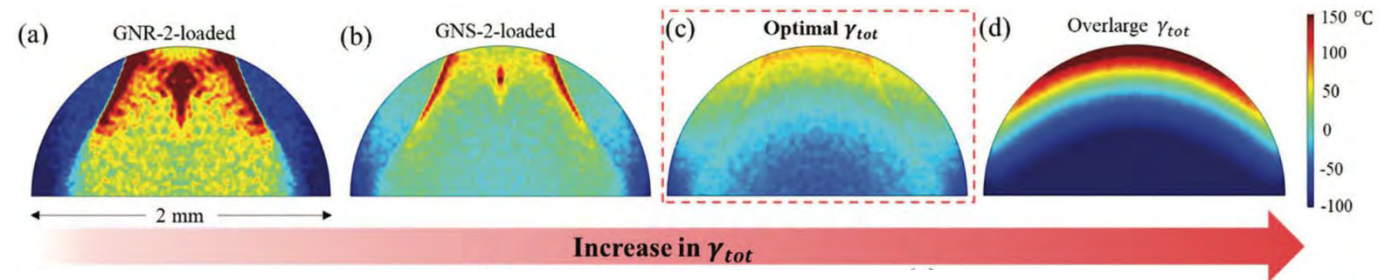 (a)
GNR-2-loaded
(b)
GNS-2-loaded
(c)
Optimal γtot
(d)
Overlarge γtot
150 °C
100
50
0
-50
-100
2 mm
Increase in γtot